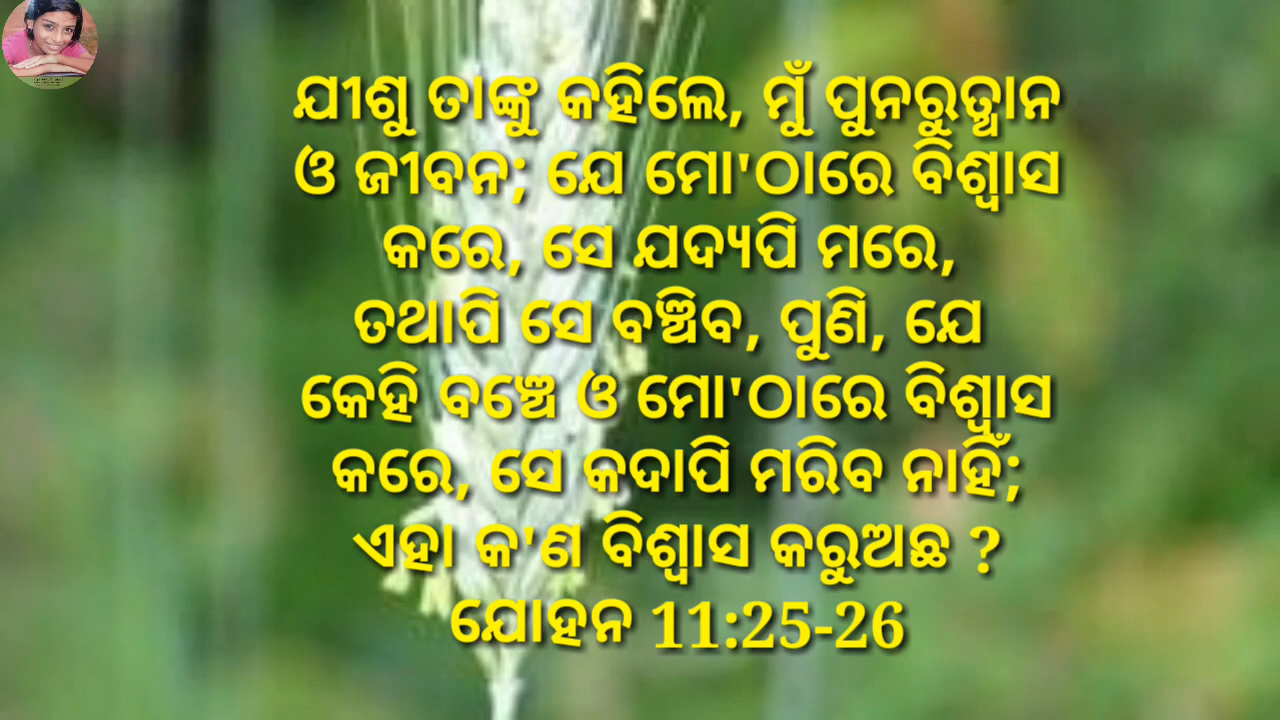 ଯୀଶୁ ତାଙ୍କୁ କହିଲେ, ମୁଁ ପୁନରୁତ୍ଥାନ
ଓ ଜୀବନ; ଯେ ମୋ'ଠାରେ ବିଶ୍ୱାସ
କରେ, ସେ ଯଦ୍ୟପି ମରେ,
ତଥାପି ସେ ବଞ୍ଚିବ, ପୁଣି, ଯେ
କେହି ବଞ୍ଚେ ଓ ମୋ'ଠାରେ ବିଶ୍ୱାସ
କରେ, ସେ କଦାପି ମରିବ ନାହିଁ;
ଏହା କ'ଣ ବିଶ୍ୱାସ କରୁଅଛ ?
ଯୋହନ 11:25-26